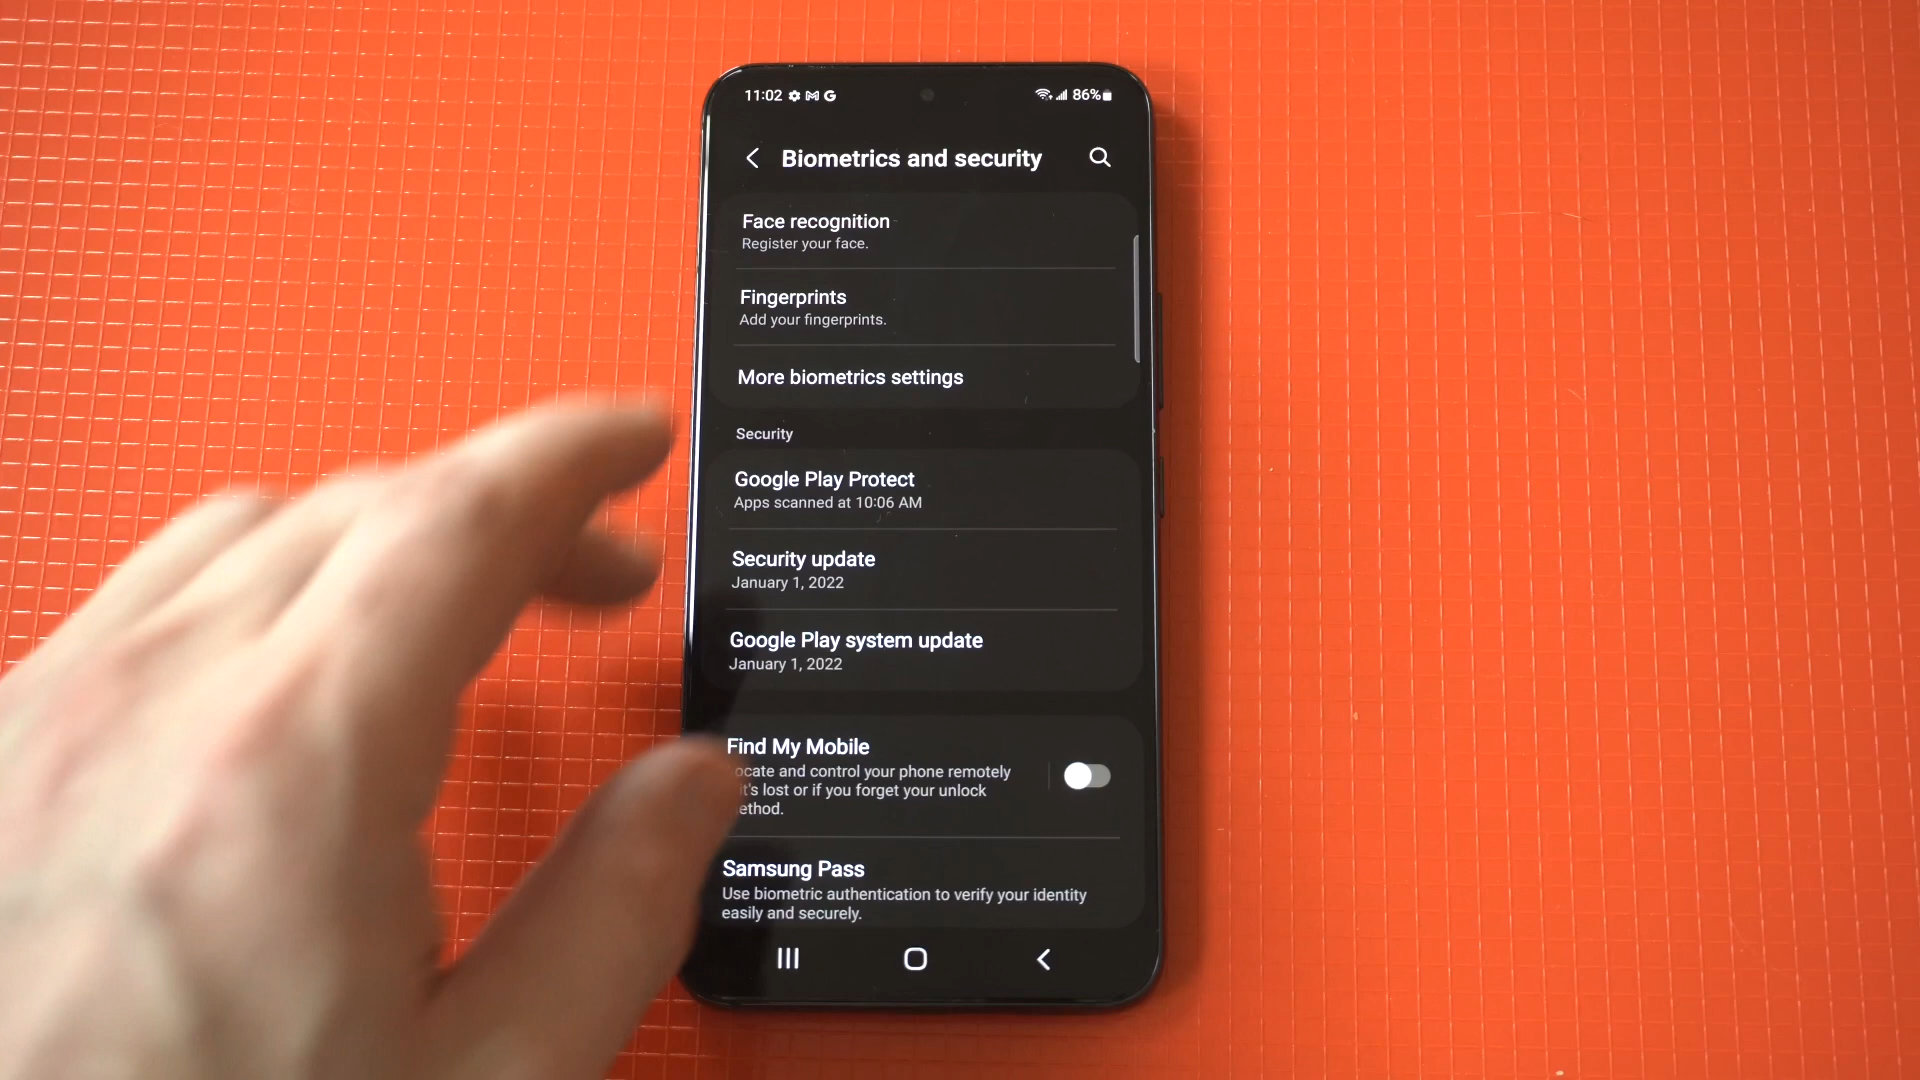 11:02 86%
Biometrics and security
Face recognition
Register your face.
Fingerprints
Add your fingerprints.
More biometrics settings
Security
Google Play Protect
Apps scanned at 10:06 AM
Security update
January 1, 2022
Google Play system update
January 1, 2022
Find My Mobile
ocate and control your phone remotely
it's lost or if you forget your unlock
ethod.
Samsung Pass
Use biometric authentication to verify your identity
easily and securely.